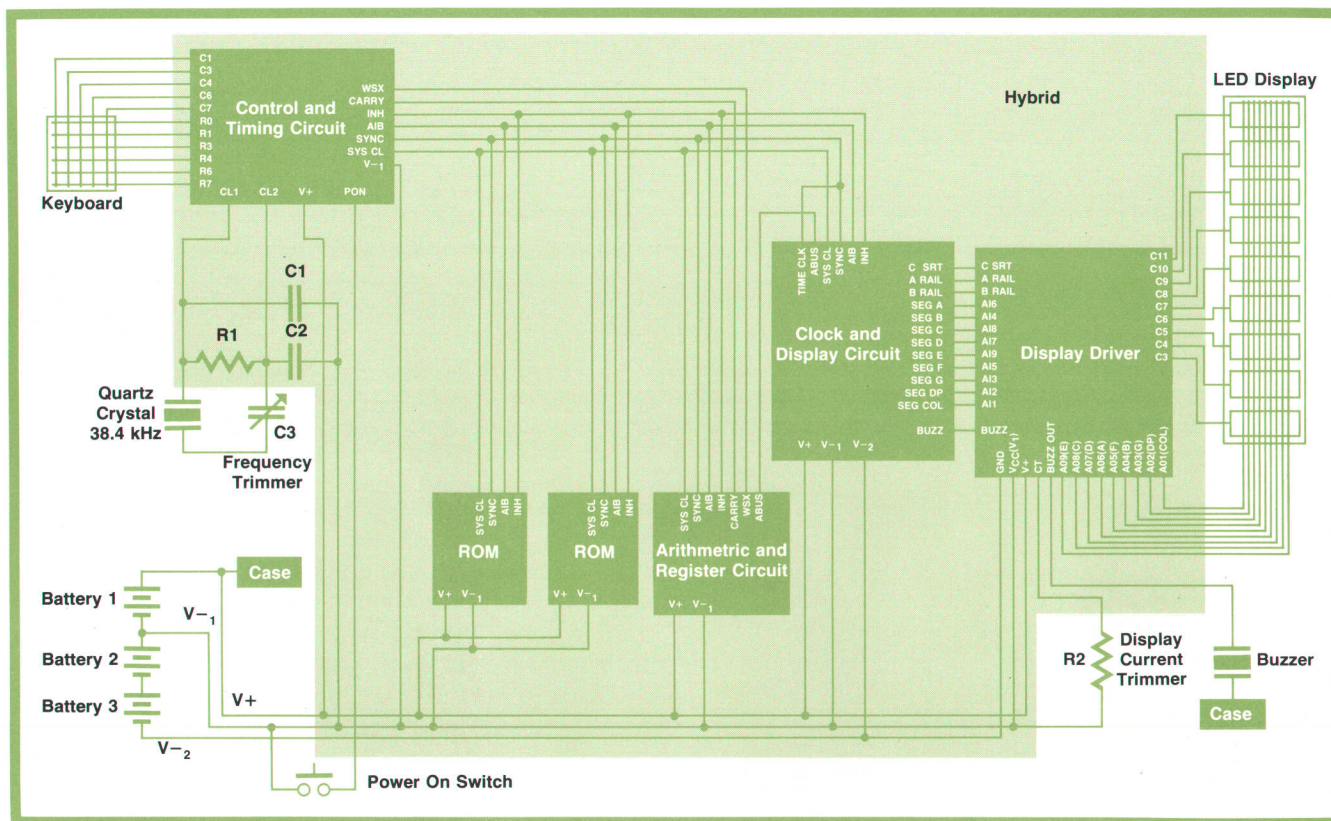 C1
C3
C4
C6
C7
R0
R1
R3
R4
R6
R7
Control and
Timing Circuit
WSX
CARRY
INH
AIB
SYNC
SYS CL
V−1
CL1
CL2
V+
PON
Keyboard
Hybrid
LED Display
C1
R1
C2
Quartz
Crystal
38.4 kHz
C3
Frequency
Trimmer
TIME CLK
ABUS
SYS CL
SYNC
AIB
INH
Clock and
Display Circuit
C SRT
A RAIL
B RAIL
SEG A
SEG B
SEG C
SEG D
SEG E
SEG F
SEG G
SEG DP
SEG COL
BUZZ
V+
V−1
V−2
C SRT
A RAIL
B RAIL
AI6
AI4
AI8
AI7
AI9
AI5
AI3
AI2
AI1
BUZZ
Display Driver
C11
C10
C9
C8
C7
C6
C5
C4
C3
GND
VCC(V1)
V+
CT
BUZZ OUT
A09(E)
A08(C)
A07(D)
A06(A)
A05(F)
A04(B)
A03(G)
A02(DP)
A01(COL)
SYS CL
SYNC
AIB
INH
ROM
V+
V−1
SYS CL
SYNC
AIB
INH
ROM
V+
V−1
SYS CL
SYNC
AIB
INH
CARRY
WSX
ABUS
Arithmetric and
Register Circuit
V+
V−1
Case
Battery 1
V−1
Battery 2
Battery 3
V+
V−2
Power On Switch
R2
Display
Current
Trimmer
Buzzer
Case